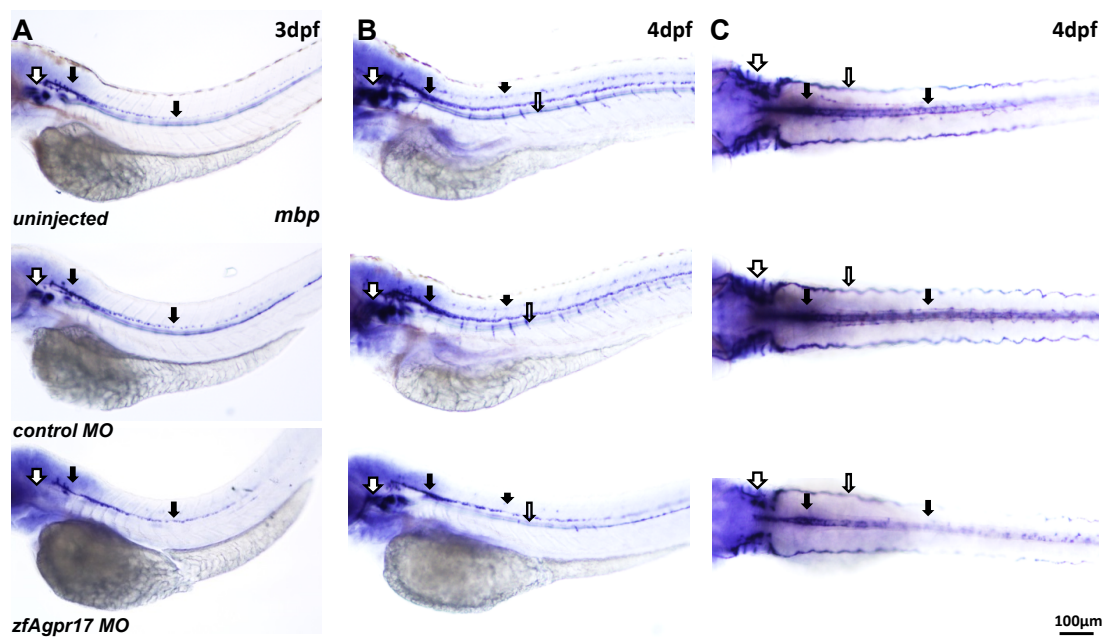 A 3dpf B 4dpf C 4dpf
uninjected mbp
control MO
zfAgpr17 MO
100μm